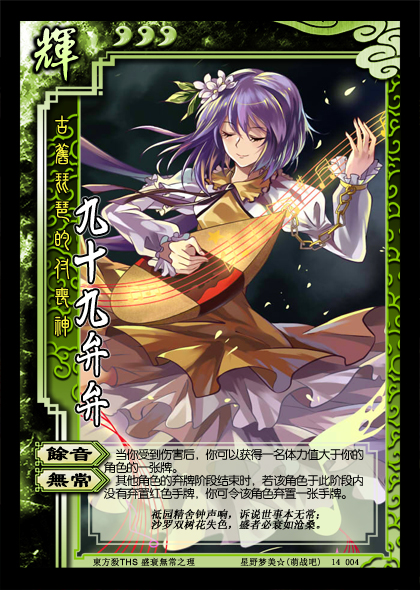 輝
古舊琵琶的付喪神
九十九弁弁
餘音
当你受到伤害后，你可以获得一名体力值大于你的
角色的一张牌。
無常
其他角色的弃牌阶段结束时，若该角色于此阶段内
没有弃置红色手牌，你可令该角色弃置一张手牌。
祗园精舍钟声响，诉说世事本无常；
沙罗双树花失色，盛者必衰如沧桑。
東方殺THS 盛衰無常之理 星野梦美☆(萌战吧) 14 004